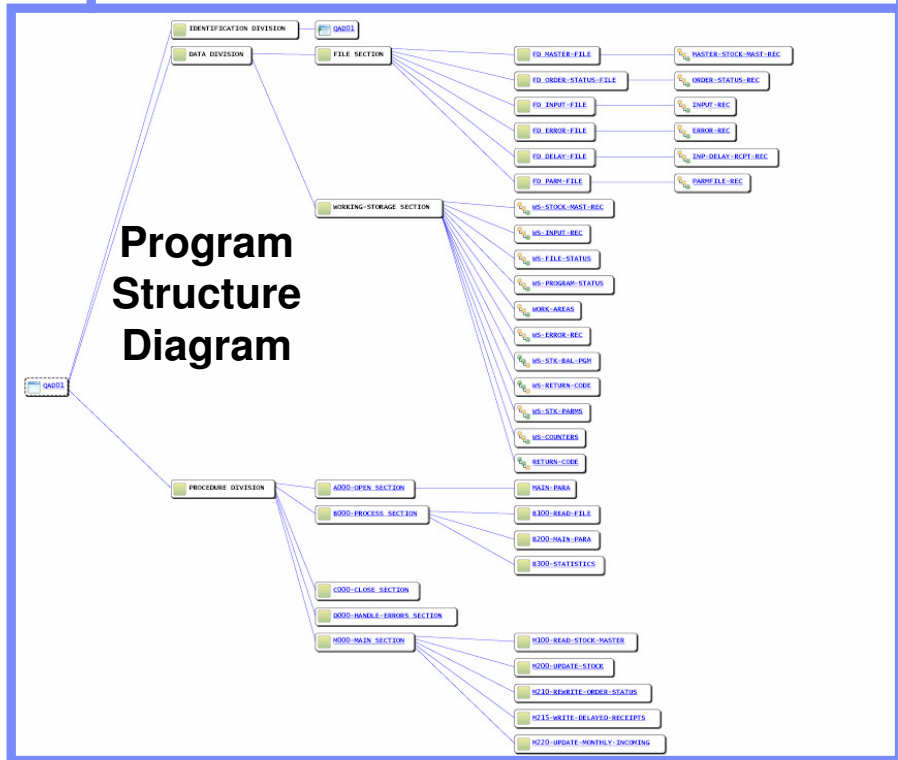 IDENTIFICATION DIVISION QAD01
DATA DIVISION FILE SECTION FD MASTER-FILE MASTER-STOCK-MAST-REC
FD ORDER-STATUS-FILE ORDER-STATUS-REC
FD INPUT-FILE INPUT-REC
FD ERROR-FILE ERROR-REC
FD DELAY-FILE INP-DELAY-RCPT-REC
FD PARM-FILE PARMFILE-REC
WORKING-STORAGE SECTION WS-STOCK-MAST-REC
WS-INPUT-REC
WS-FILE-STATUS
WS-PROGRAM-STATUS
WORK-AREAS
WS-ERROR-REC
WS-STK-BAL-PGM
WS-RETURN-CODE
WS-STK-PARMS
WS-COUNTERS
RETURN-CODE
Program
Structure
Diagram
QAD01
PROCEDURE DIVISION A000-OPEN SECTION MAIN-PARA
B000-PROCESS SECTION B100-READ-FILE
B200-MAIN-PARA
B300-STATISTICS
C000-CLOSE SECTION
D000-HANDLE-ERRORS SECTION
M000-MAIN SECTION M100-READ-STOCK-MASTER
M200-UPDATE-STOCK
M210-REWRITE-ORDER-STATUS
M215-WRITE-DELAYED-RECEIPTS
M220-UPDATE-MONTHLY-INCOMING